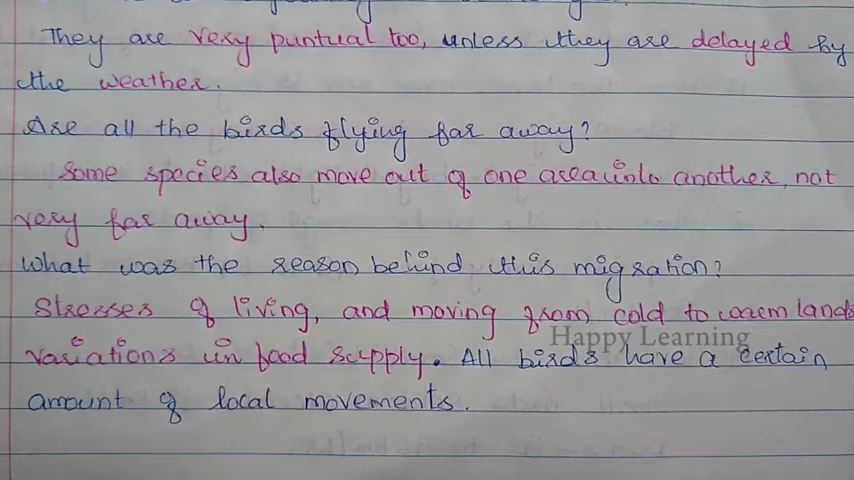 They are very puntual too, unless they are delayed by
the weather.
Are all the birds flying far away?
Some species also move out of one area into another, not
very far away.
What was the reason behind this migration?
Stresses of living, and moving from cold to warm lands
Happy Learning
variations in food supply. All birds have a certain
amount of local movements.